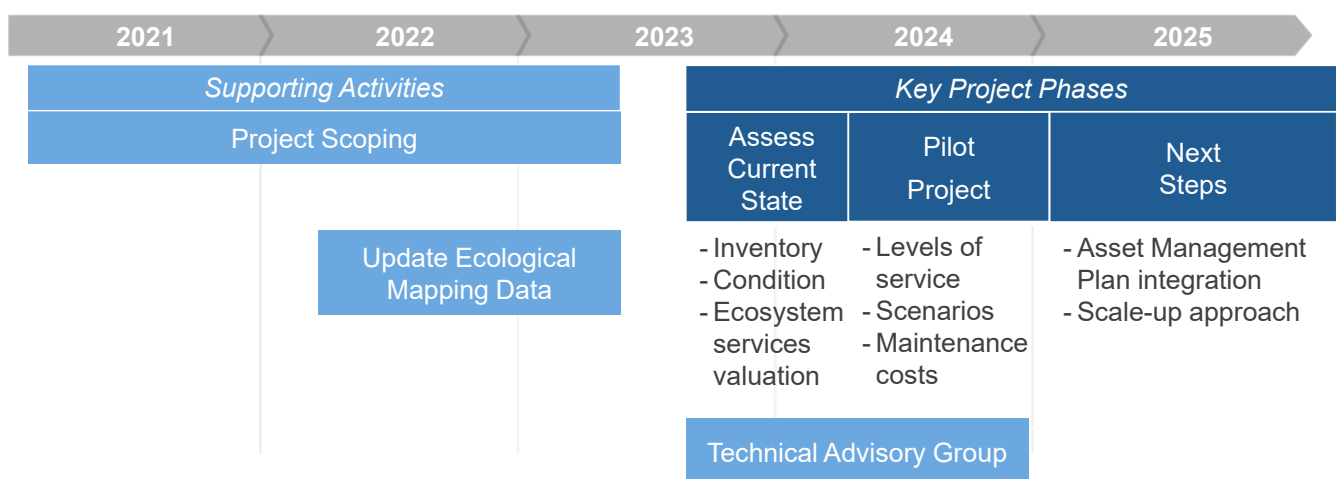 2021 2022 2023 2024 2025
Supporting Activities
Project Scoping
Update Ecological
Mapping Data
Key Project Phases
Assess
Current
State
Pilot
Project
Next
Steps
- Inventory
- Condition
- Ecosystem
services
valuation
- Levels of
service
- Scenarios
- Maintenance
costs
- Asset Management
Plan integration
- Scale-up approach
Technical Advisory Group